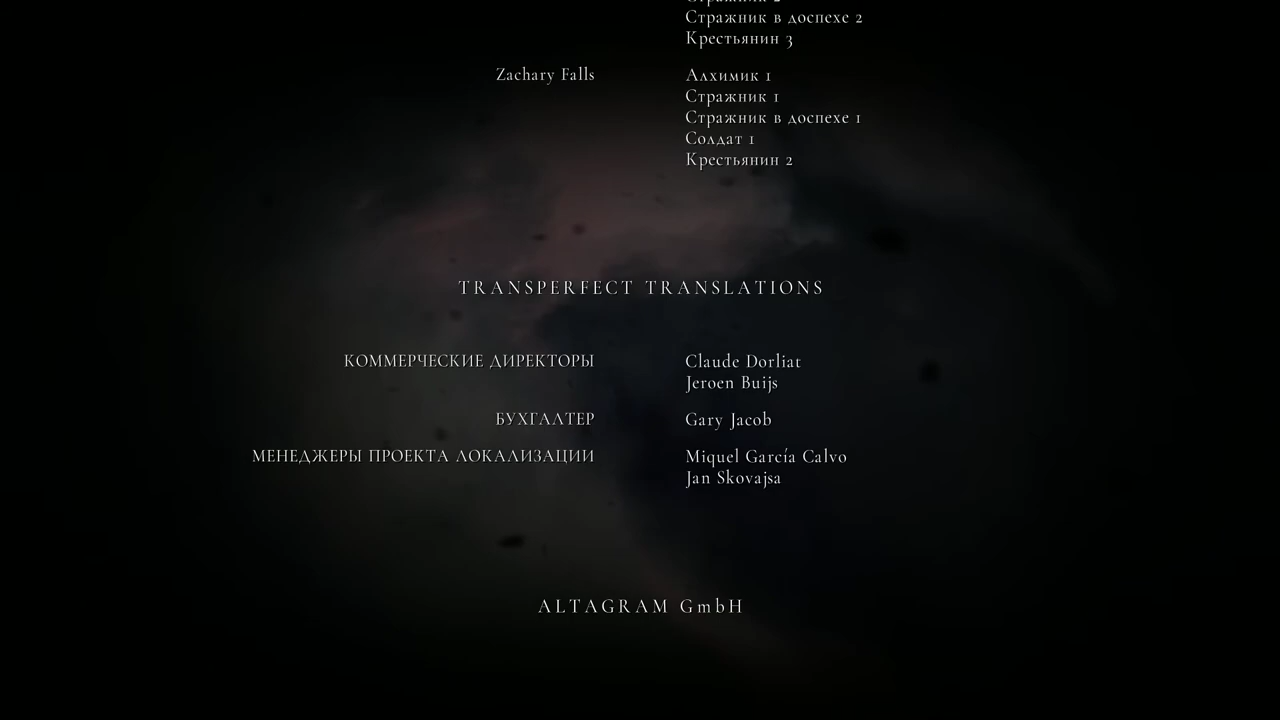 Стражник 2
Стражник в доспехе 2
Крестьянин 3
Zachary Falls
Алхимик 1
Стражник 1
Стражник в доспехе 1
Солдат 1
Крестьянин 2
TRANSPERFECT TRANSLATIONS
КОММЕРЧЕСКИЕ ДИРЕКТОРЫ
Claude Dorliat
Jeroen Buijs
БУХГАЛТЕР
Gary Jacob
МЕНЕДЖЕРЫ ПРОЕКТА ЛОКАЛИЗАЦИИ
Miquel García Calvo
Jan Skovajsa
ALTAGRAM GmbH